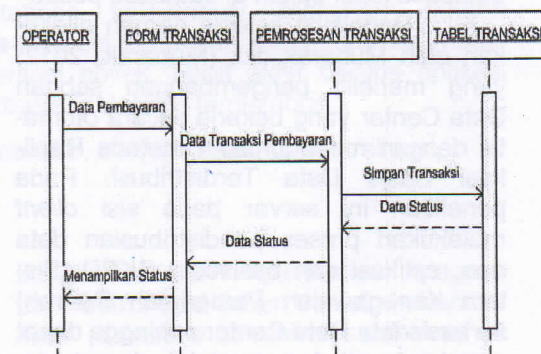 OPERATOR
FORM TRANSAKSI
PEMROSESAN TRANSAKSI
TABEL TRANSAKSI
Data Pembayaran
Data Transaksi Pembayaran
Simpan Transaksi
Data Status
Data Status
Menampilkan Status